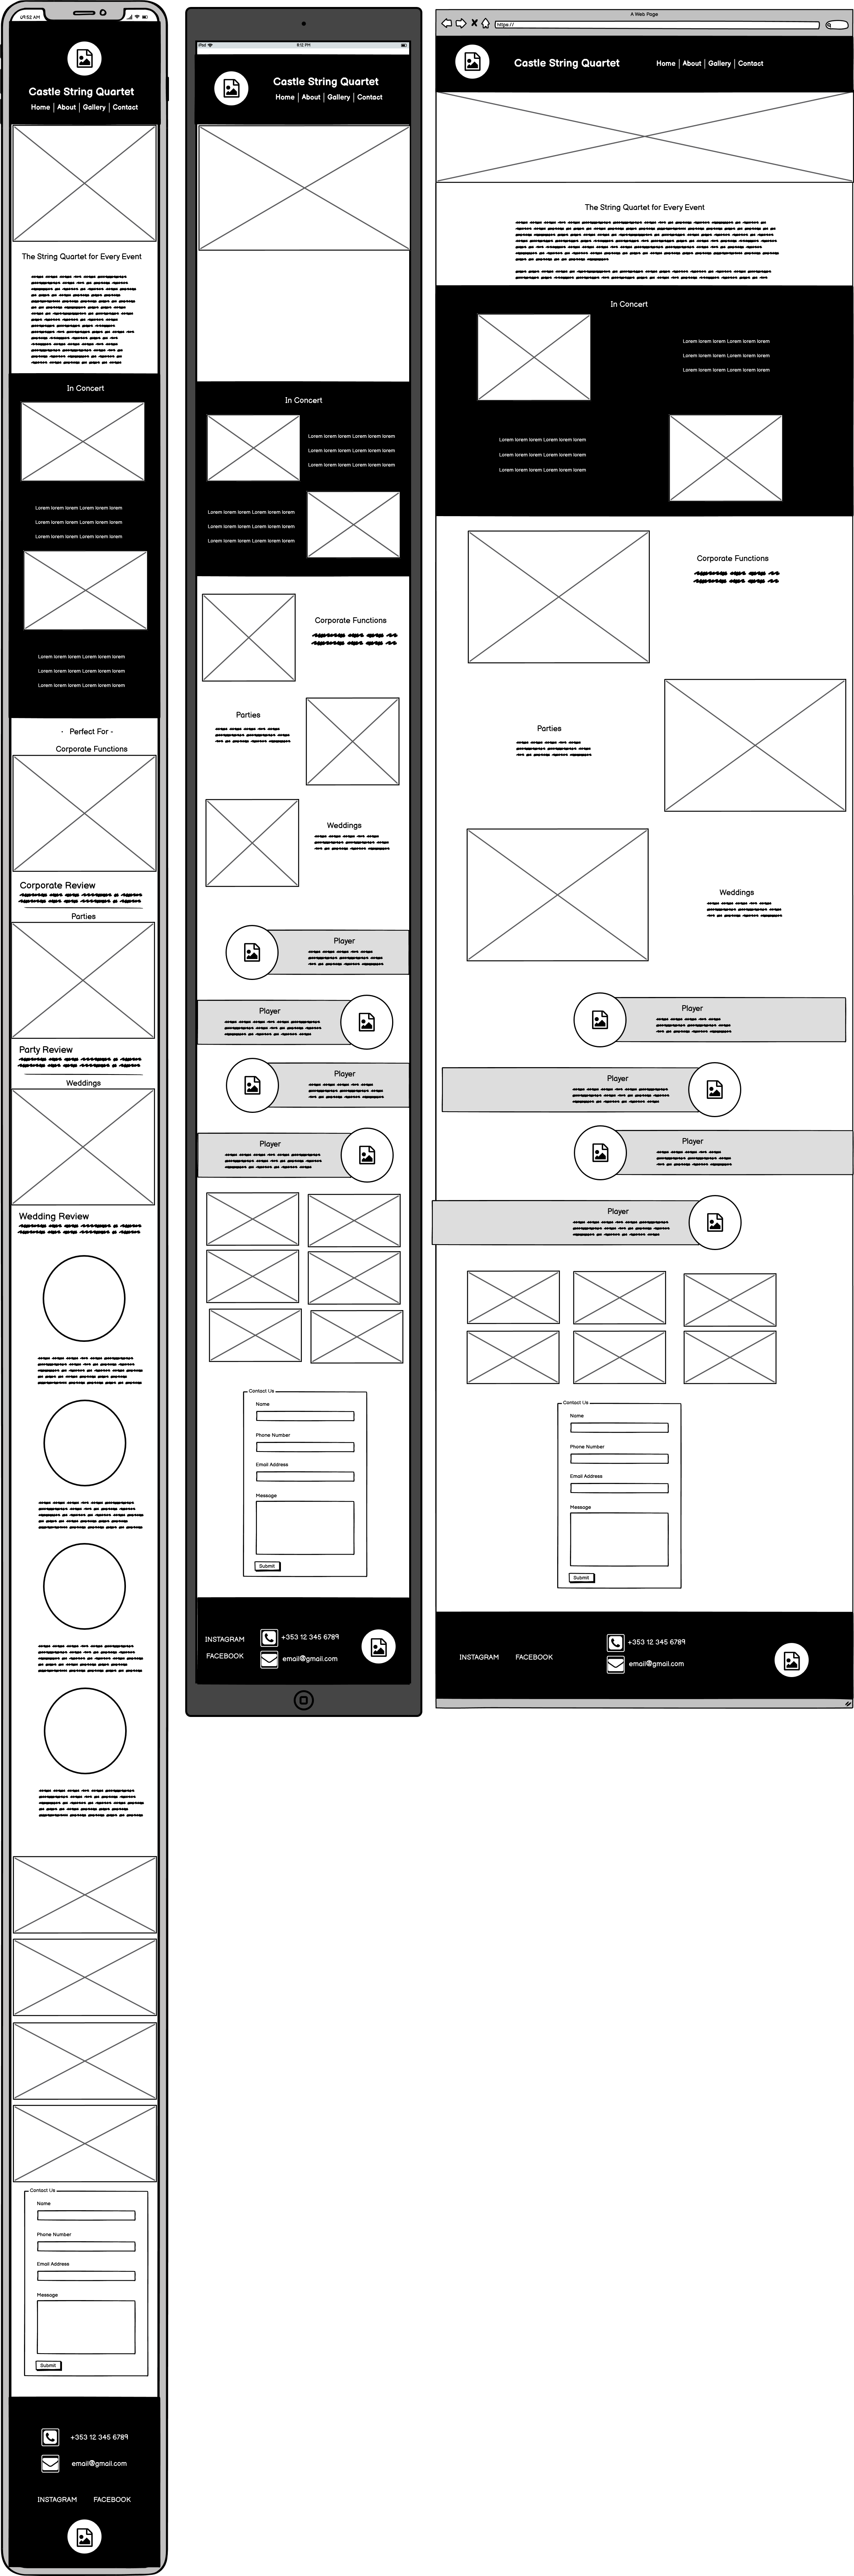 09:52 AM
Castle String Quartet
Home | About | Gallery | Contact
The String Quartet for Every Event
In Concert
Lorem lorem lorem Lorem lorem lorem
Lorem lorem lorem Lorem lorem lorem
Lorem lorem lorem Lorem lorem lorem
Lorem lorem lorem Lorem lorem lorem
Lorem lorem lorem Lorem lorem lorem
Lorem lorem lorem Lorem lorem lorem
- Perfect For -
Corporate Functions
Corporate Review
Parties
Party Review
Weddings
Wedding Review
Contact Us
Name
Phone Number
Email Address
Message
Submit
+353 12 345 6789
email@gmail.com
INSTAGRAM FACEBOOK
iPad 9:12 PM
Castle String Quartet
Home | About | Gallery | Contact
In Concert
Lorem lorem lorem Lorem lorem lorem
Lorem lorem lorem Lorem lorem lorem
Lorem lorem lorem Lorem lorem lorem
Lorem lorem lorem Lorem lorem lorem
Lorem lorem lorem Lorem lorem lorem
Lorem lorem lorem Lorem lorem lorem
Corporate Functions
Parties
Weddings
Player
Player
Player
Player
Contact Us
Name
Phone Number
Email Address
Message
Submit
INSTAGRAM
FACEBOOK
+353 12 345 6789
email@gmail.com
A Web Page
https://
Castle String Quartet
Home | About | Gallery | Contact
The String Quartet for Every Event
In Concert
Lorem lorem lorem Lorem lorem lorem
Lorem lorem lorem Lorem lorem lorem
Lorem lorem lorem Lorem lorem lorem
Lorem lorem lorem Lorem lorem lorem
Lorem lorem lorem Lorem lorem lorem
Lorem lorem lorem Lorem lorem lorem
Corporate Functions
Parties
Weddings
Player
Player
Player
Player
Contact Us
Name
Phone Number
Email Address
Message
Submit
INSTAGRAM FACEBOOK
+353 12 345 6789
email@gmail.com